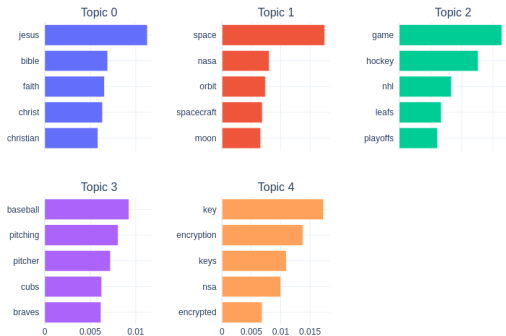 Topic 0
jesus
bible
faith
christ
christian
Topic 1
space
nasa
orbit
spacecraft
moon
Topic 2
game
hockey
nhl
leafs
playoffs
Topic 3
baseball
pitching
pitcher
cubs
braves
0 0.005 0.01
Topic 4
key
encryption
keys
nsa
encrypted
0 0.005 0.01 0.015